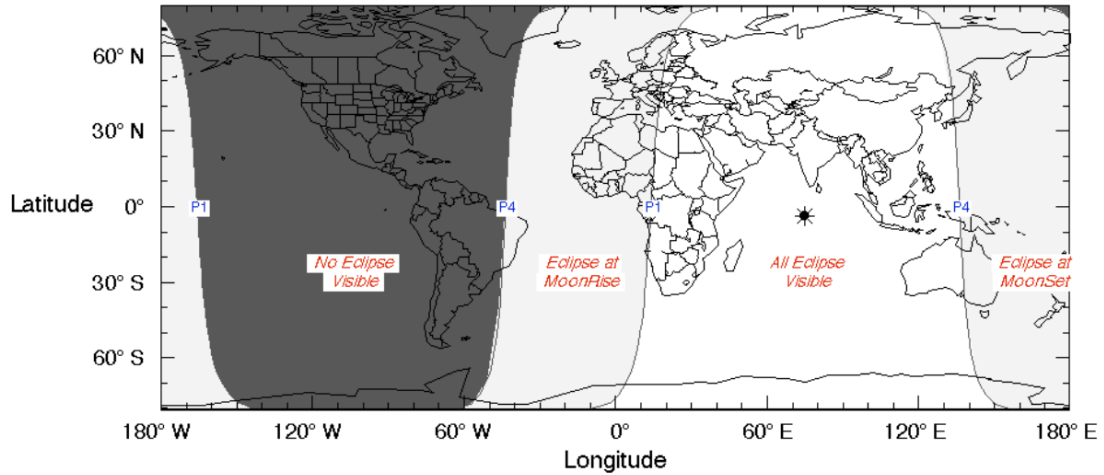 60° N
30° N
Latitude
0°
30° S
60° S
P1
P4
P1
P4
No Eclipse
Visible
Eclipse at
MoonRise
All Eclipse
Visible
Eclipse at
MoonSet
180° W
120° W
60° W
0°
60° E
120° E
180° E
Longitude